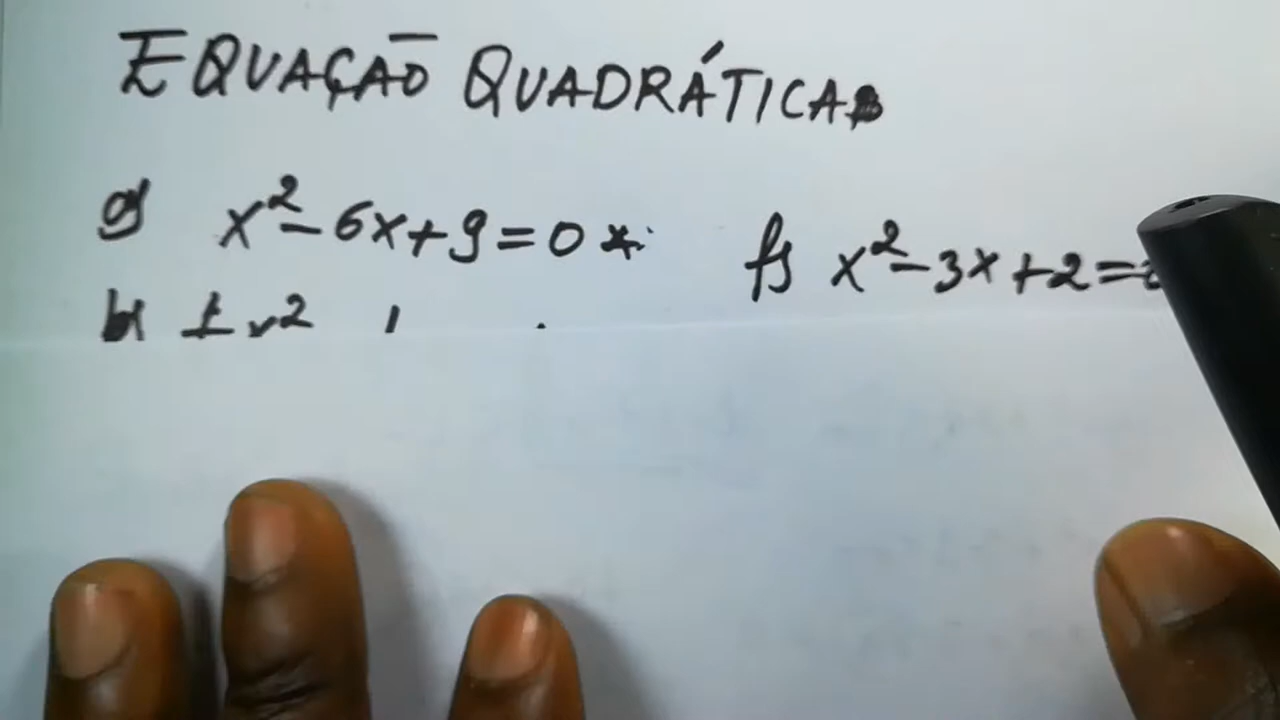 EQUAÇÃO QUADRÁTICA
a) x²-6x+9=0 f) x²-3x+2=